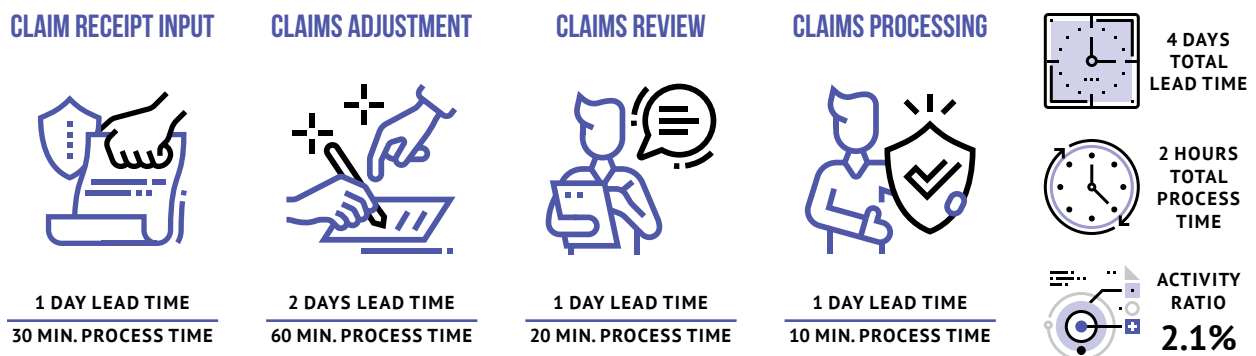 CLAIM RECEIPT INPUT
1 DAY LEAD TIME
30 MIN. PROCESS TIME
CLAIMS ADJUSTMENT
2 DAYS LEAD TIME
60 MIN. PROCESS TIME
CLAIMS REVIEW
1 DAY LEAD TIME
20 MIN. PROCESS TIME
CLAIMS PROCESSING
1 DAY LEAD TIME
10 MIN. PROCESS TIME
4 DAYS
TOTAL
LEAD TIME
2 HOURS
TOTAL
PROCESS
TIME
ACTIVITY
RATIO
2.1%